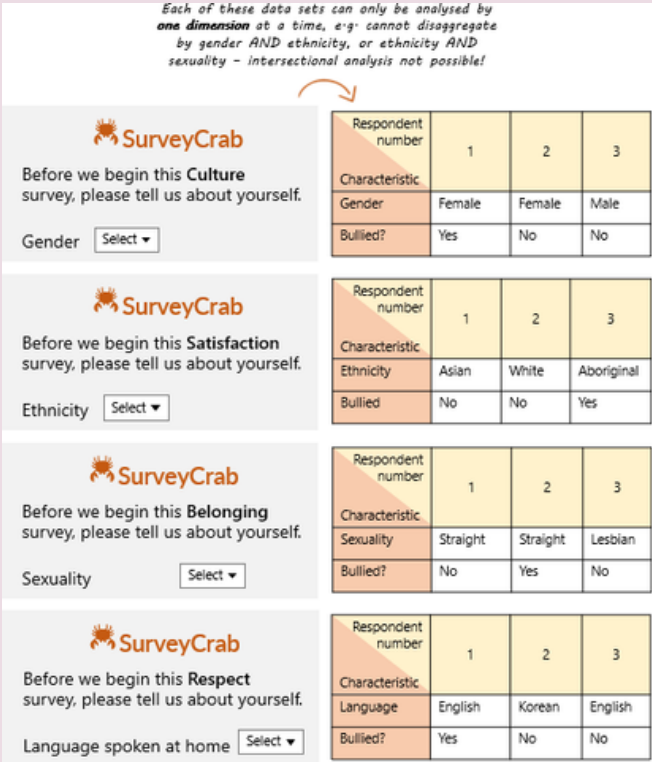 Each of these data sets can only be analysed by
one dimension at a time, e.g. cannot disaggregate
by gender AND ethnicity, or ethnicity AND
sexuality – intersectional analysis not possible!
SurveyCrab
Before we begin this Culture
survey, please tell us about yourself.
Gender Select
Respondent
number
1 2 3
Characteristic
Gender Female Female Male
Bullied? Yes No No
SurveyCrab
Before we begin this Satisfaction
survey, please tell us about yourself.
Ethnicity Select
Respondent
number
1 2 3
Characteristic
Ethnicity Asian White Aboriginal
Bullied No No Yes
SurveyCrab
Before we begin this Belonging
survey, please tell us about yourself.
Sexuality Select
Respondent
number
1 2 3
Characteristic
Sexuality Straight Straight Lesbian
Bullied? No Yes No
SurveyCrab
Before we begin this Respect
survey, please tell us about yourself.
Language spoken at home Select
Respondent
number
1 2 3
Characteristic
Language English Korean English
Bullied? Yes No No